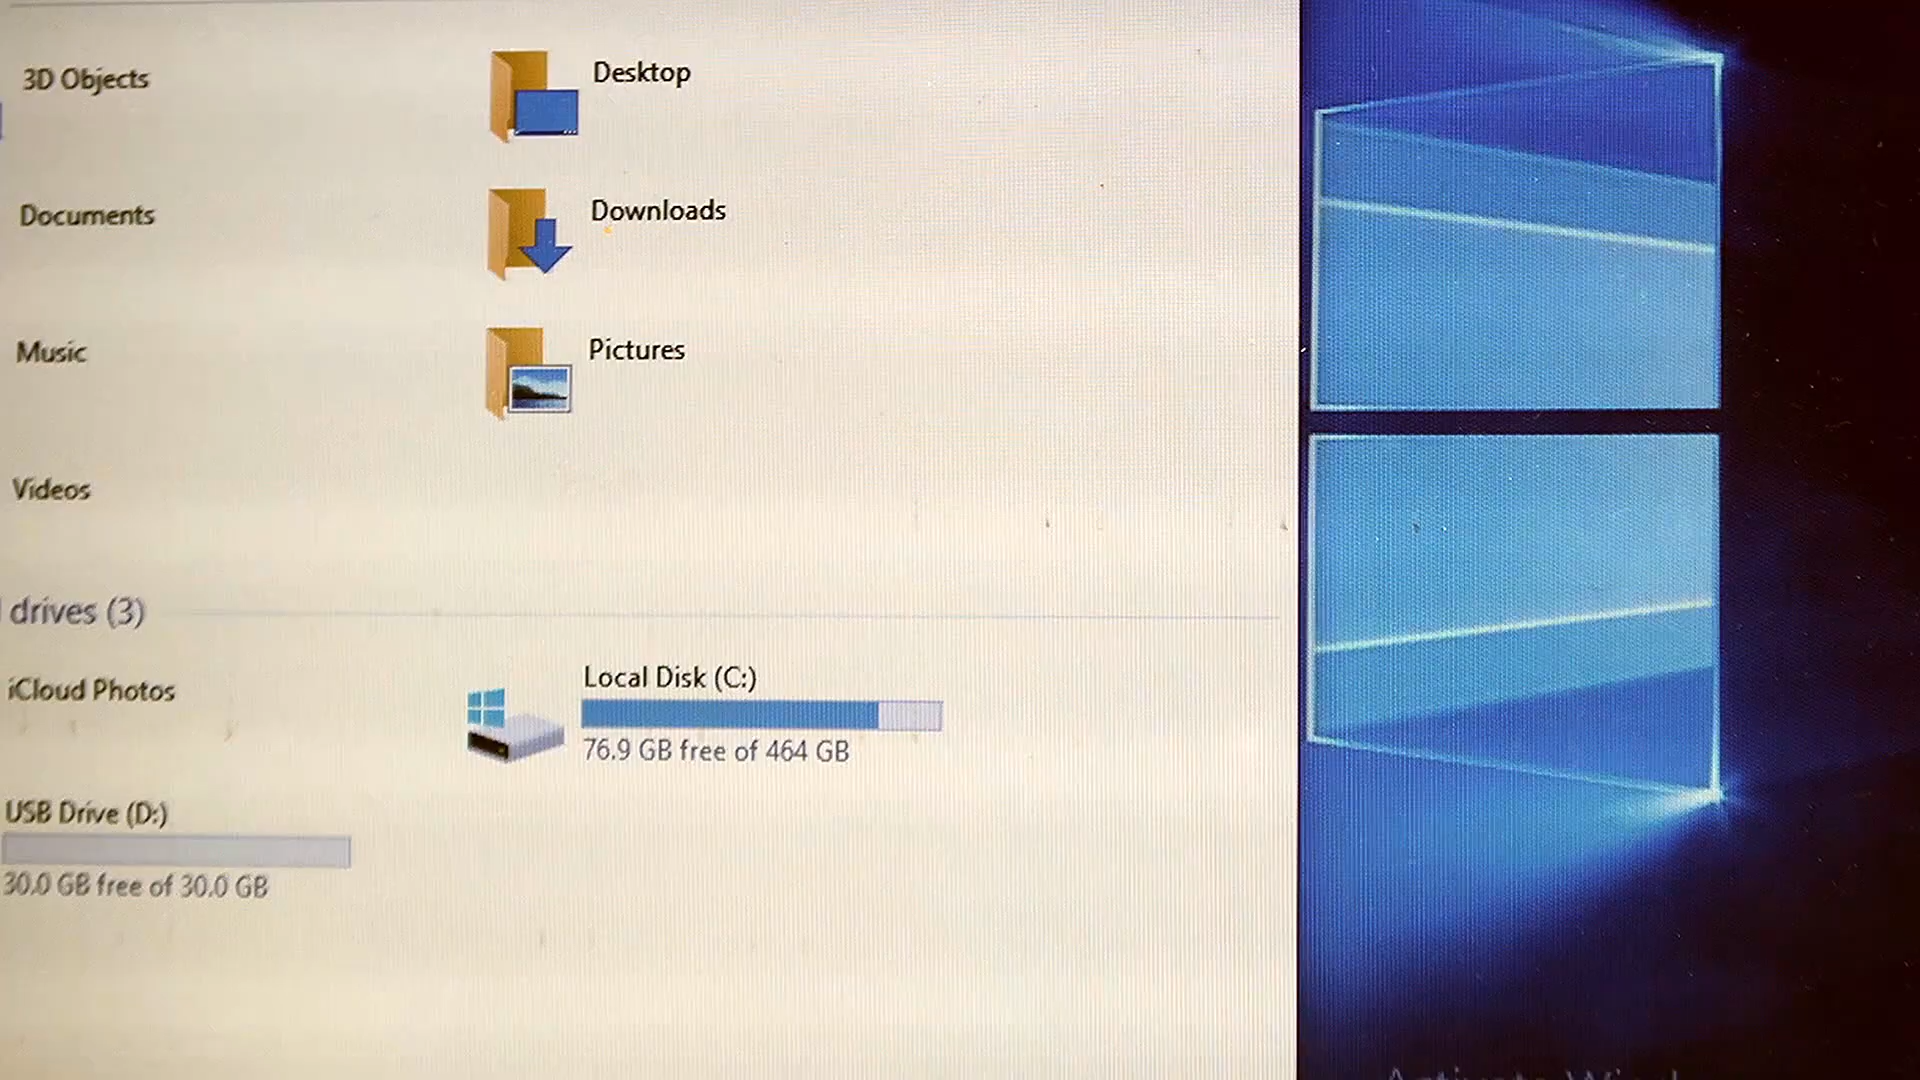 3D Objects
Desktop
Documents
Downloads
Music
Pictures
Videos
drives (3)
iCloud Photos
Local Disk (C:)
76.9 GB free of 464 GB
USB Drive (D:)
30.0 GB free of 30.0 GB